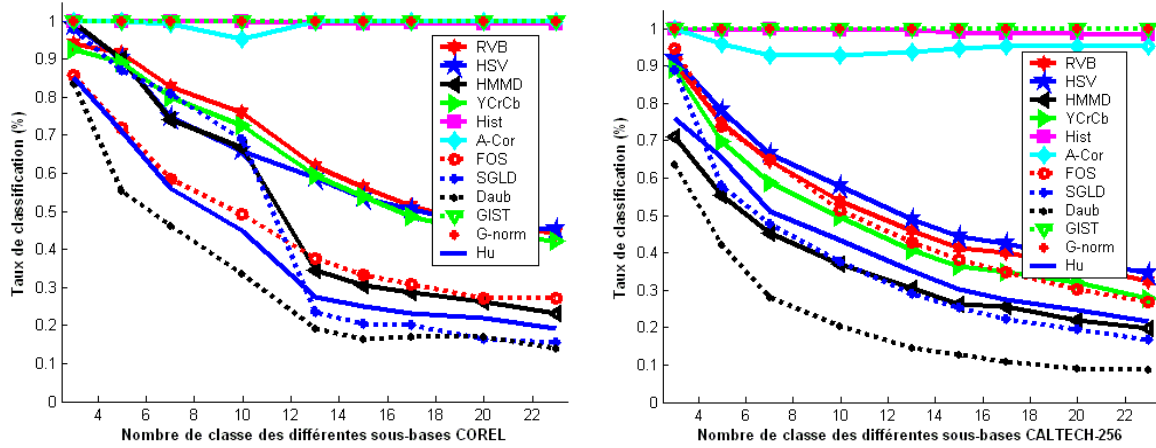 Taux de classification (%)
1
0.9
0.8
0.7
0.6
0.5
0.4
0.3
0.2
0.1
0
4 6 8 10 12 14 16 18 20 22
Nombre de classe des différentes sous-bases COREL
RVB
HSV
HMMD
YCrCb
Hist
A-Cor
FOS
SGLD
Daub
GIST
G-norm
Hu
Taux de classification (%)
1
0.9
0.8
0.7
0.6
0.5
0.4
0.3
0.2
0.1
0
4 6 8 10 12 14 16 18 20 22
Nombre de classe des différentes sous-bases CALTECH-256
RVB
HSV
HMMD
YCrCb
Hist
A-Cor
FOS
SGLD
Daub
GIST
G-norm
Hu